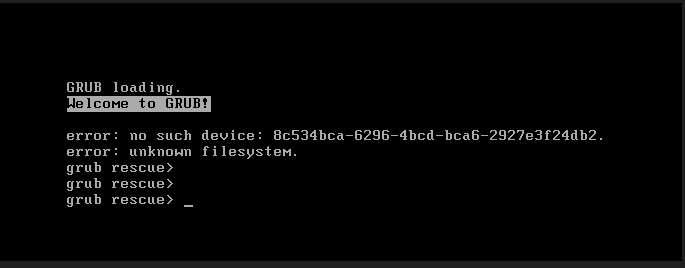 GRUB loading.
Welcome to GRUB!
error: no such device: 8c534bca-6296-4bcd-bca6-2927e3f24db2.
error: unknown filesystem.
grub rescue>
grub rescue>
grub rescue> _